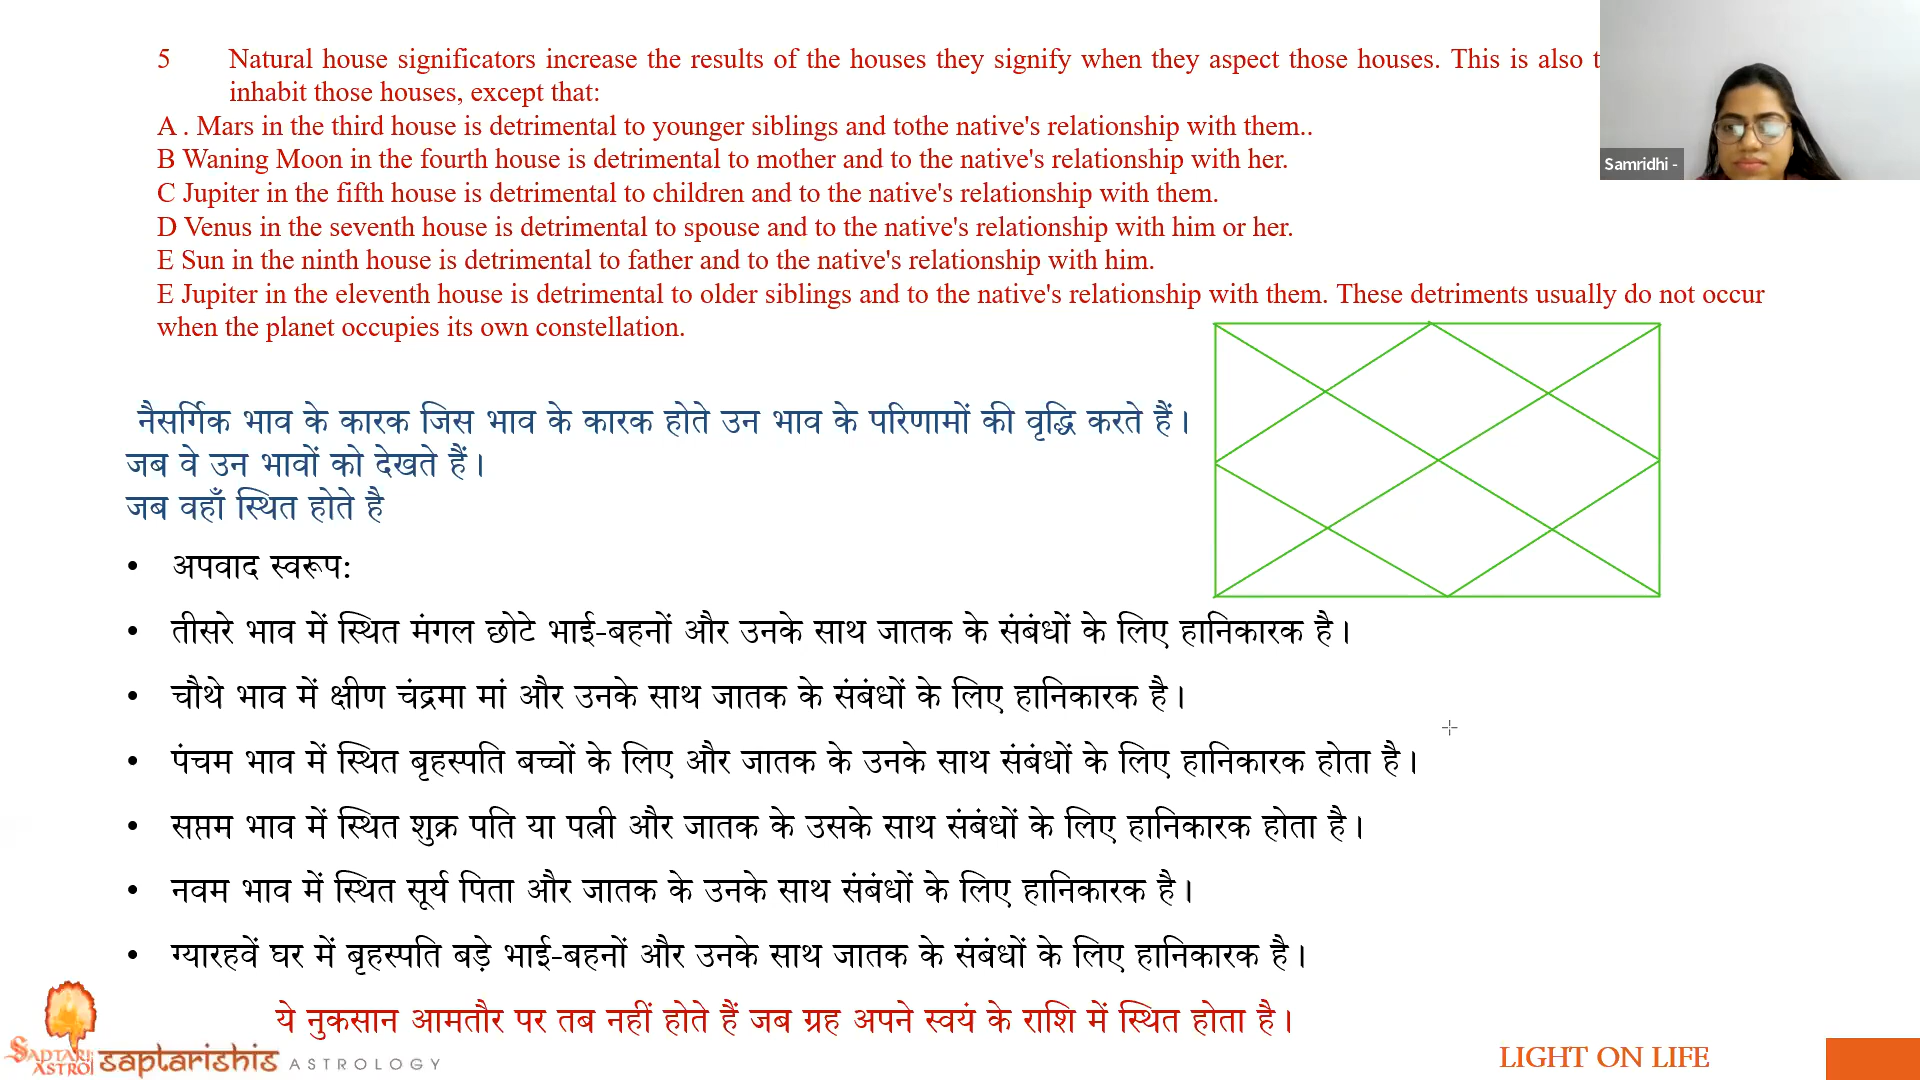 5 Natural house significators increase the results of the houses they signify when they aspect those houses. This is also
inhabit those houses, except that:
A . Mars in the third house is detrimental to younger siblings and tothe native's relationship with them..
B Waning Moon in the fourth house is detrimental to mother and to the native's relationship with her.
C Jupiter in the fifth house is detrimental to children and to the native's relationship with them.
D Venus in the seventh house is detrimental to spouse and to the native's relationship with him or her.
E Sun in the ninth house is detrimental to father and to the native's relationship with him.
E Jupiter in the eleventh house is detrimental to older siblings and to the native's relationship with them. These detriments usually do not occur
when the planet occupies its own constellation.
Samridhi -
नैसर्गिक भाव के कारक जिस भाव के कारक होते उन भाव के परिणामों की वृद्धि करते हैं।
जब वे उन भावों को देखते हैं।
जब वहाँ स्थित होते है
• अपवाद स्वरूप:
• तीसरे भाव में स्थित मंगल छोटे भाई-बहनों और उनके साथ जातक के संबंधों के लिए हानिकारक है।
• चौथे भाव में क्षीण चंद्रमा मां और उनके साथ जातक के संबंधों के लिए हानिकारक है।
• पंचम भाव में स्थित बृहस्पति बच्चों के लिए और जातक के उनके साथ संबंधों के लिए हानिकारक होता है।
• सप्तम भाव में स्थित शुक्र पति या पत्नी और जातक के उसके साथ संबंधों के लिए हानिकारक होता है।
• नवम भाव में स्थित सूर्य पिता और जातक के उनके साथ संबंधों के लिए हानिकारक है।
• ग्यारहवें घर में बृहस्पति बड़े भाई-बहनों और उनके साथ जातक के संबंधों के लिए हानिकारक है।
ये नुकसान आमतौर पर तब नहीं होते हैं जब ग्रह अपने स्वयं के राशि में स्थित होता है।
saptarishis ASTROLOGY
LIGHT ON LIFE